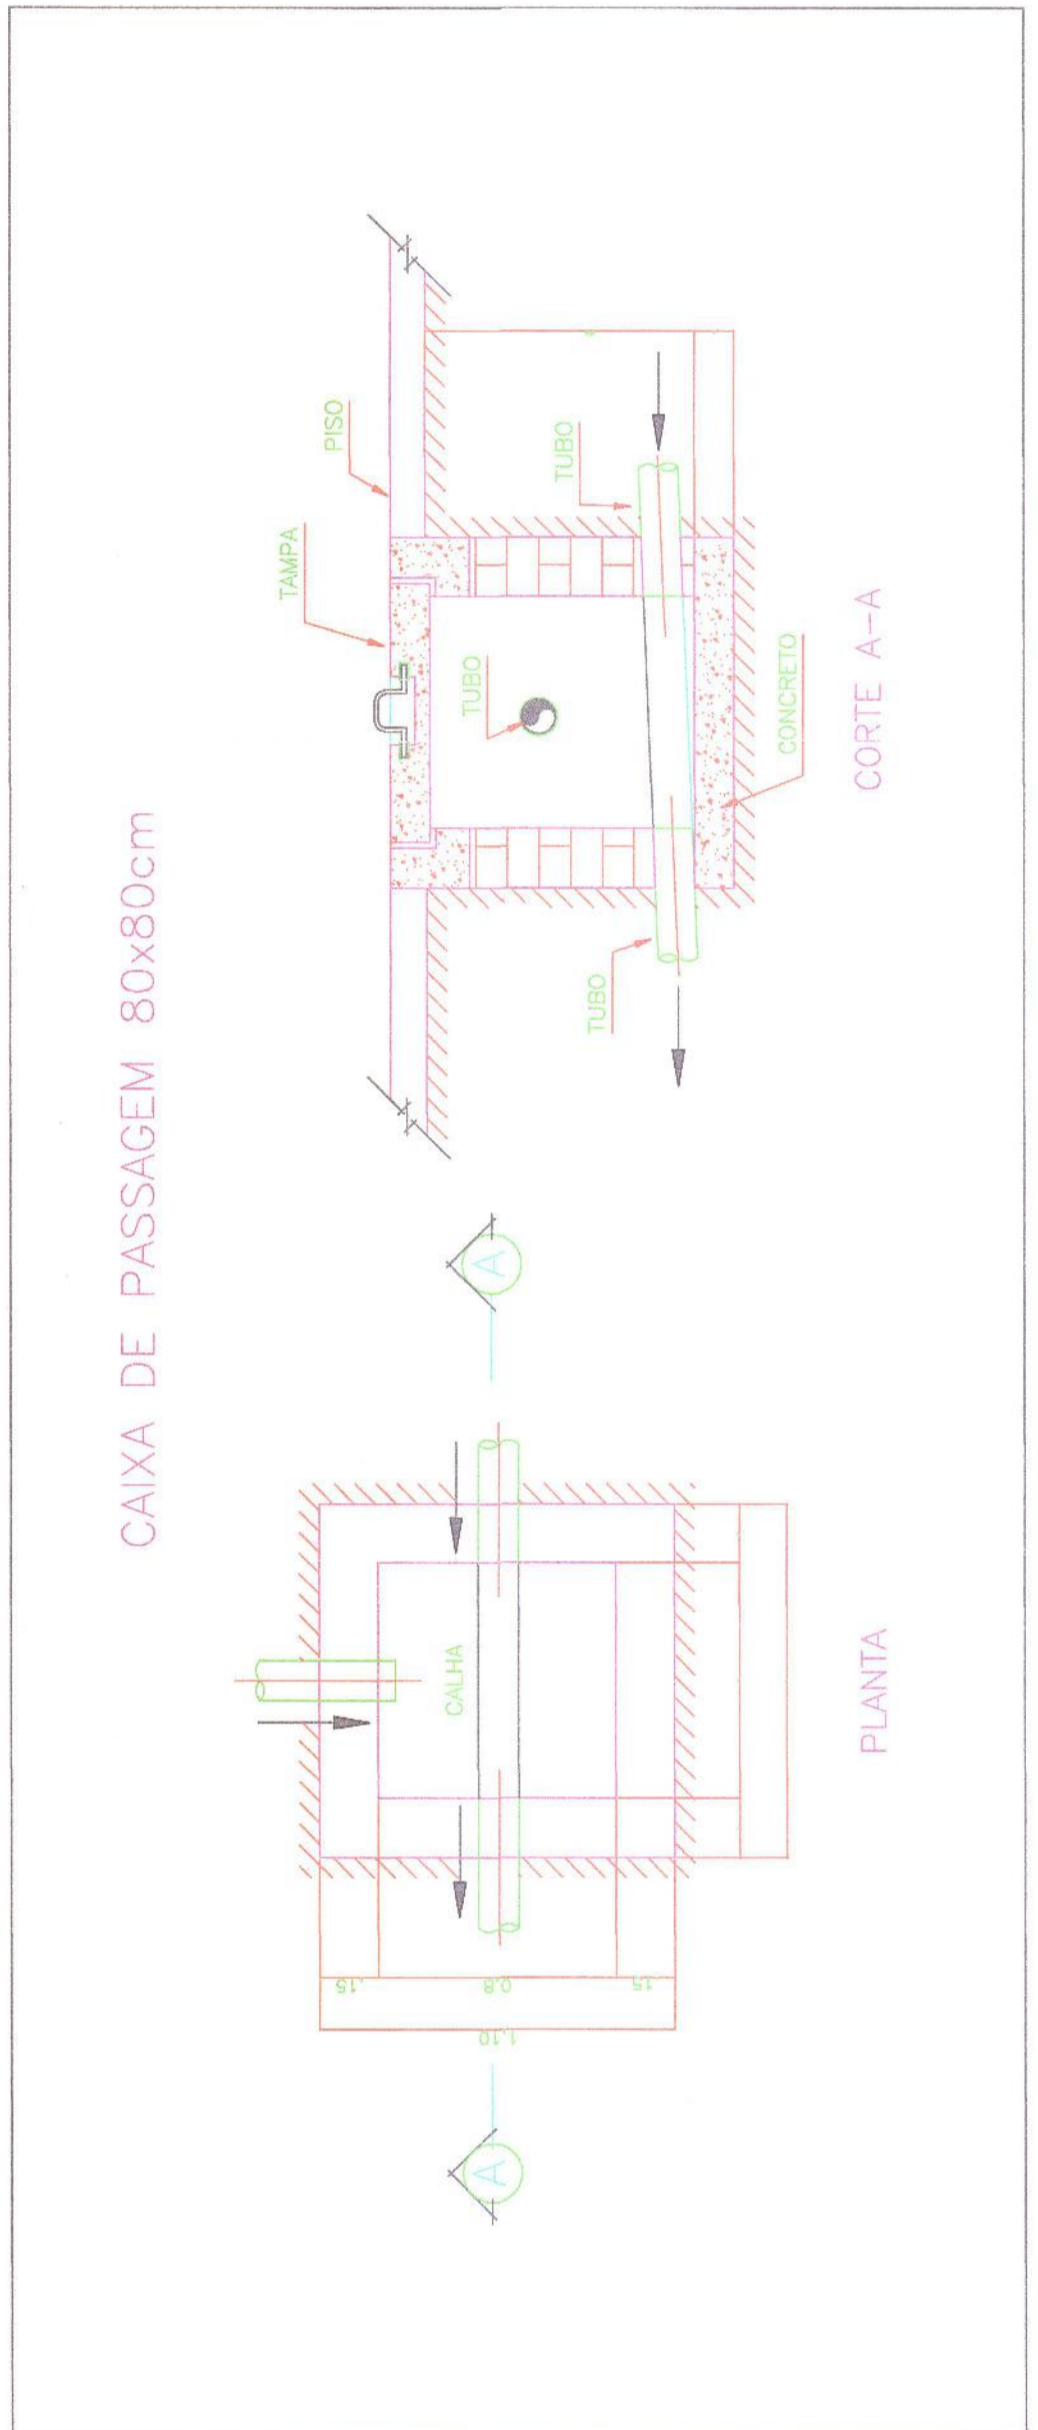 CAIXA DE PASSAGEM 80x80cm
A
CALHA
.15
0.8
.15
1.10
A
PLANTA
PISO
TAMPA
TUBO
TUBO
TUBO
CONCRETO
CORTE A-A